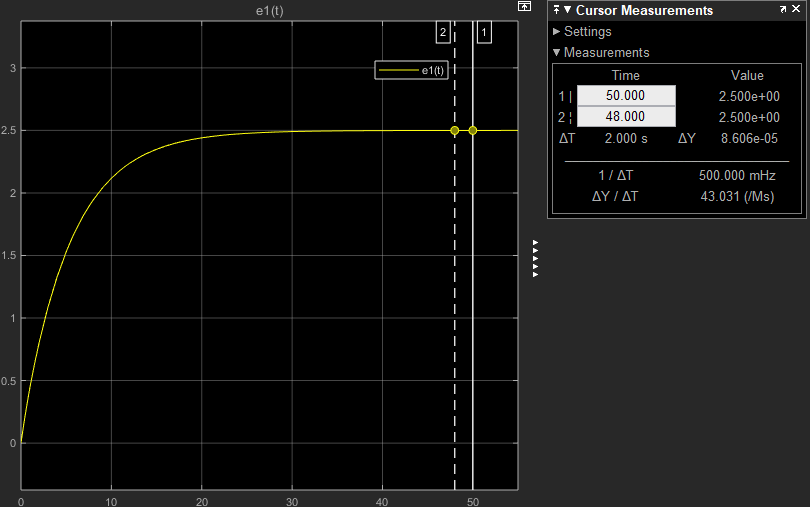 e1(t)
2
1
e1(t)
3
2.5
2
1.5
1
0.5
0
0 10 20 30 40 50
Cursor Measurements
Settings
Measurements
Time Value
1 | 50.000 2.500e+00
2 ¦ 48.000 2.500e+00
ΔT 2.000 s ΔY 8.606e-05
1 / ΔT 500.000 mHz
ΔY / ΔT 43.031 (/Ms)